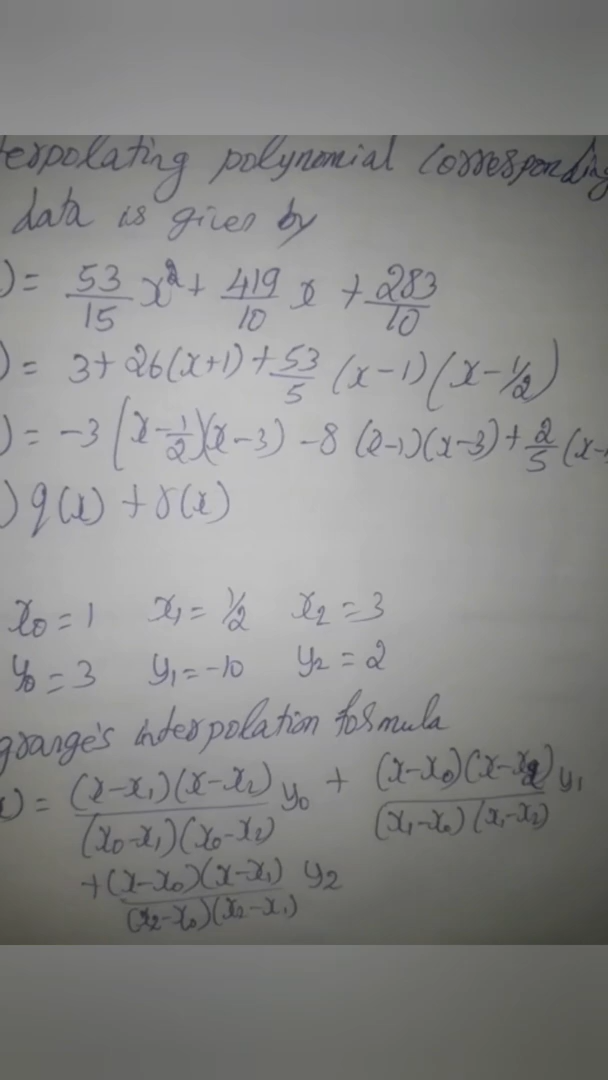 terpolating polynomial Corresponding
data is given by
) = 53/15 x² + 419/10 x + 283/10
) = 3 + 26(x+1) + 53/5 (x-1)(x-1/2)
) = -3(x-1/2)(x-3) -8(x-1)(x-3) + 2/5 (x-
) q(x) + r(x)
x₀ = 1 x₁ = 1/2 x₂ = 3
y₀ = 3 y₁ = -10 y₂ = 2
grange's interpolation formula
x) = (x-x₁)(x-x₂)/(x₀-x₁)(x₀-x₂) y₀ + (x-x₀)(x-x₂)/(x₁-x₀)(x₁-x₂) y₁
+ (x-x₀)(x-x₁)/(x₂-x₀)(x₂-x₁) y₂